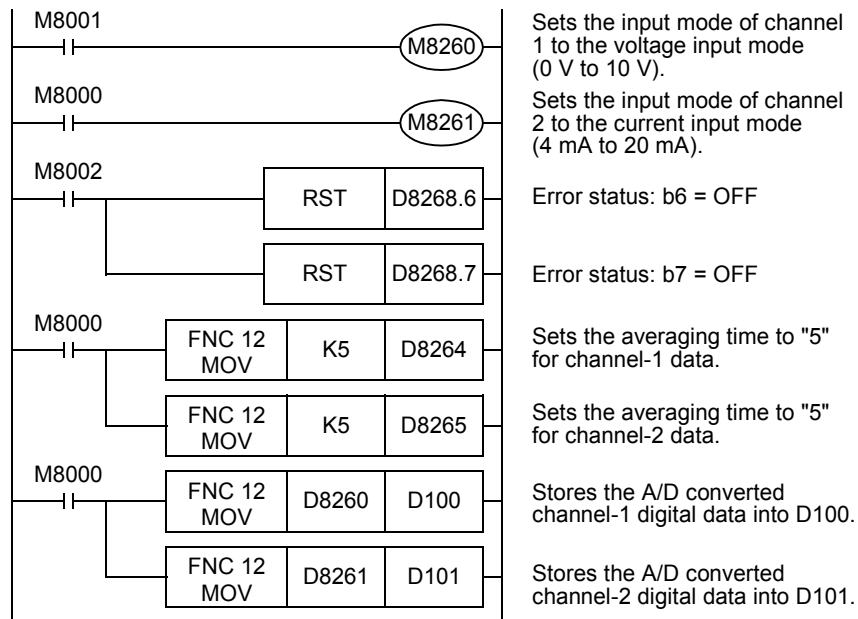 M8001
M8260
Sets the input mode of channel
1 to the voltage input mode
(0 V to 10 V).
M8000
M8261
Sets the input mode of channel
2 to the current input mode
(4 mA to 20 mA).
M8002
RST D8268.6
Error status: b6 = OFF
RST D8268.7
Error status: b7 = OFF
M8000
FNC 12
MOV
K5 D8264
Sets the averaging time to "5"
for channel-1 data.
FNC 12
MOV
K5 D8265
Sets the averaging time to "5"
for channel-2 data.
M8000
FNC 12
MOV
D8260 D100
Stores the A/D converted
channel-1 digital data into D100.
FNC 12
MOV
D8261 D101
Stores the A/D converted
channel-2 digital data into D101.